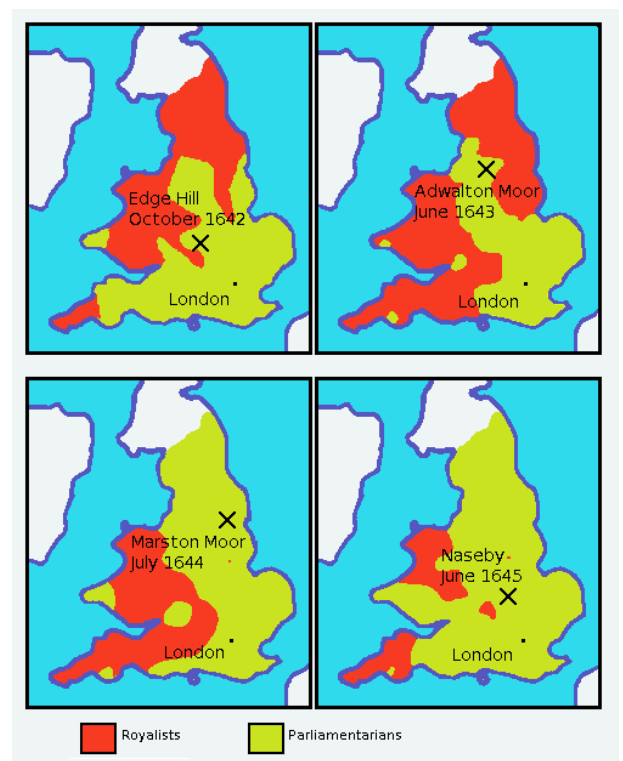 Edge Hill
October 1642
London
Adwalton Moor
June 1643
London
Marston Moor
July 1644
London
Naseby
June 1645
London
Royalists
Parliamentarians